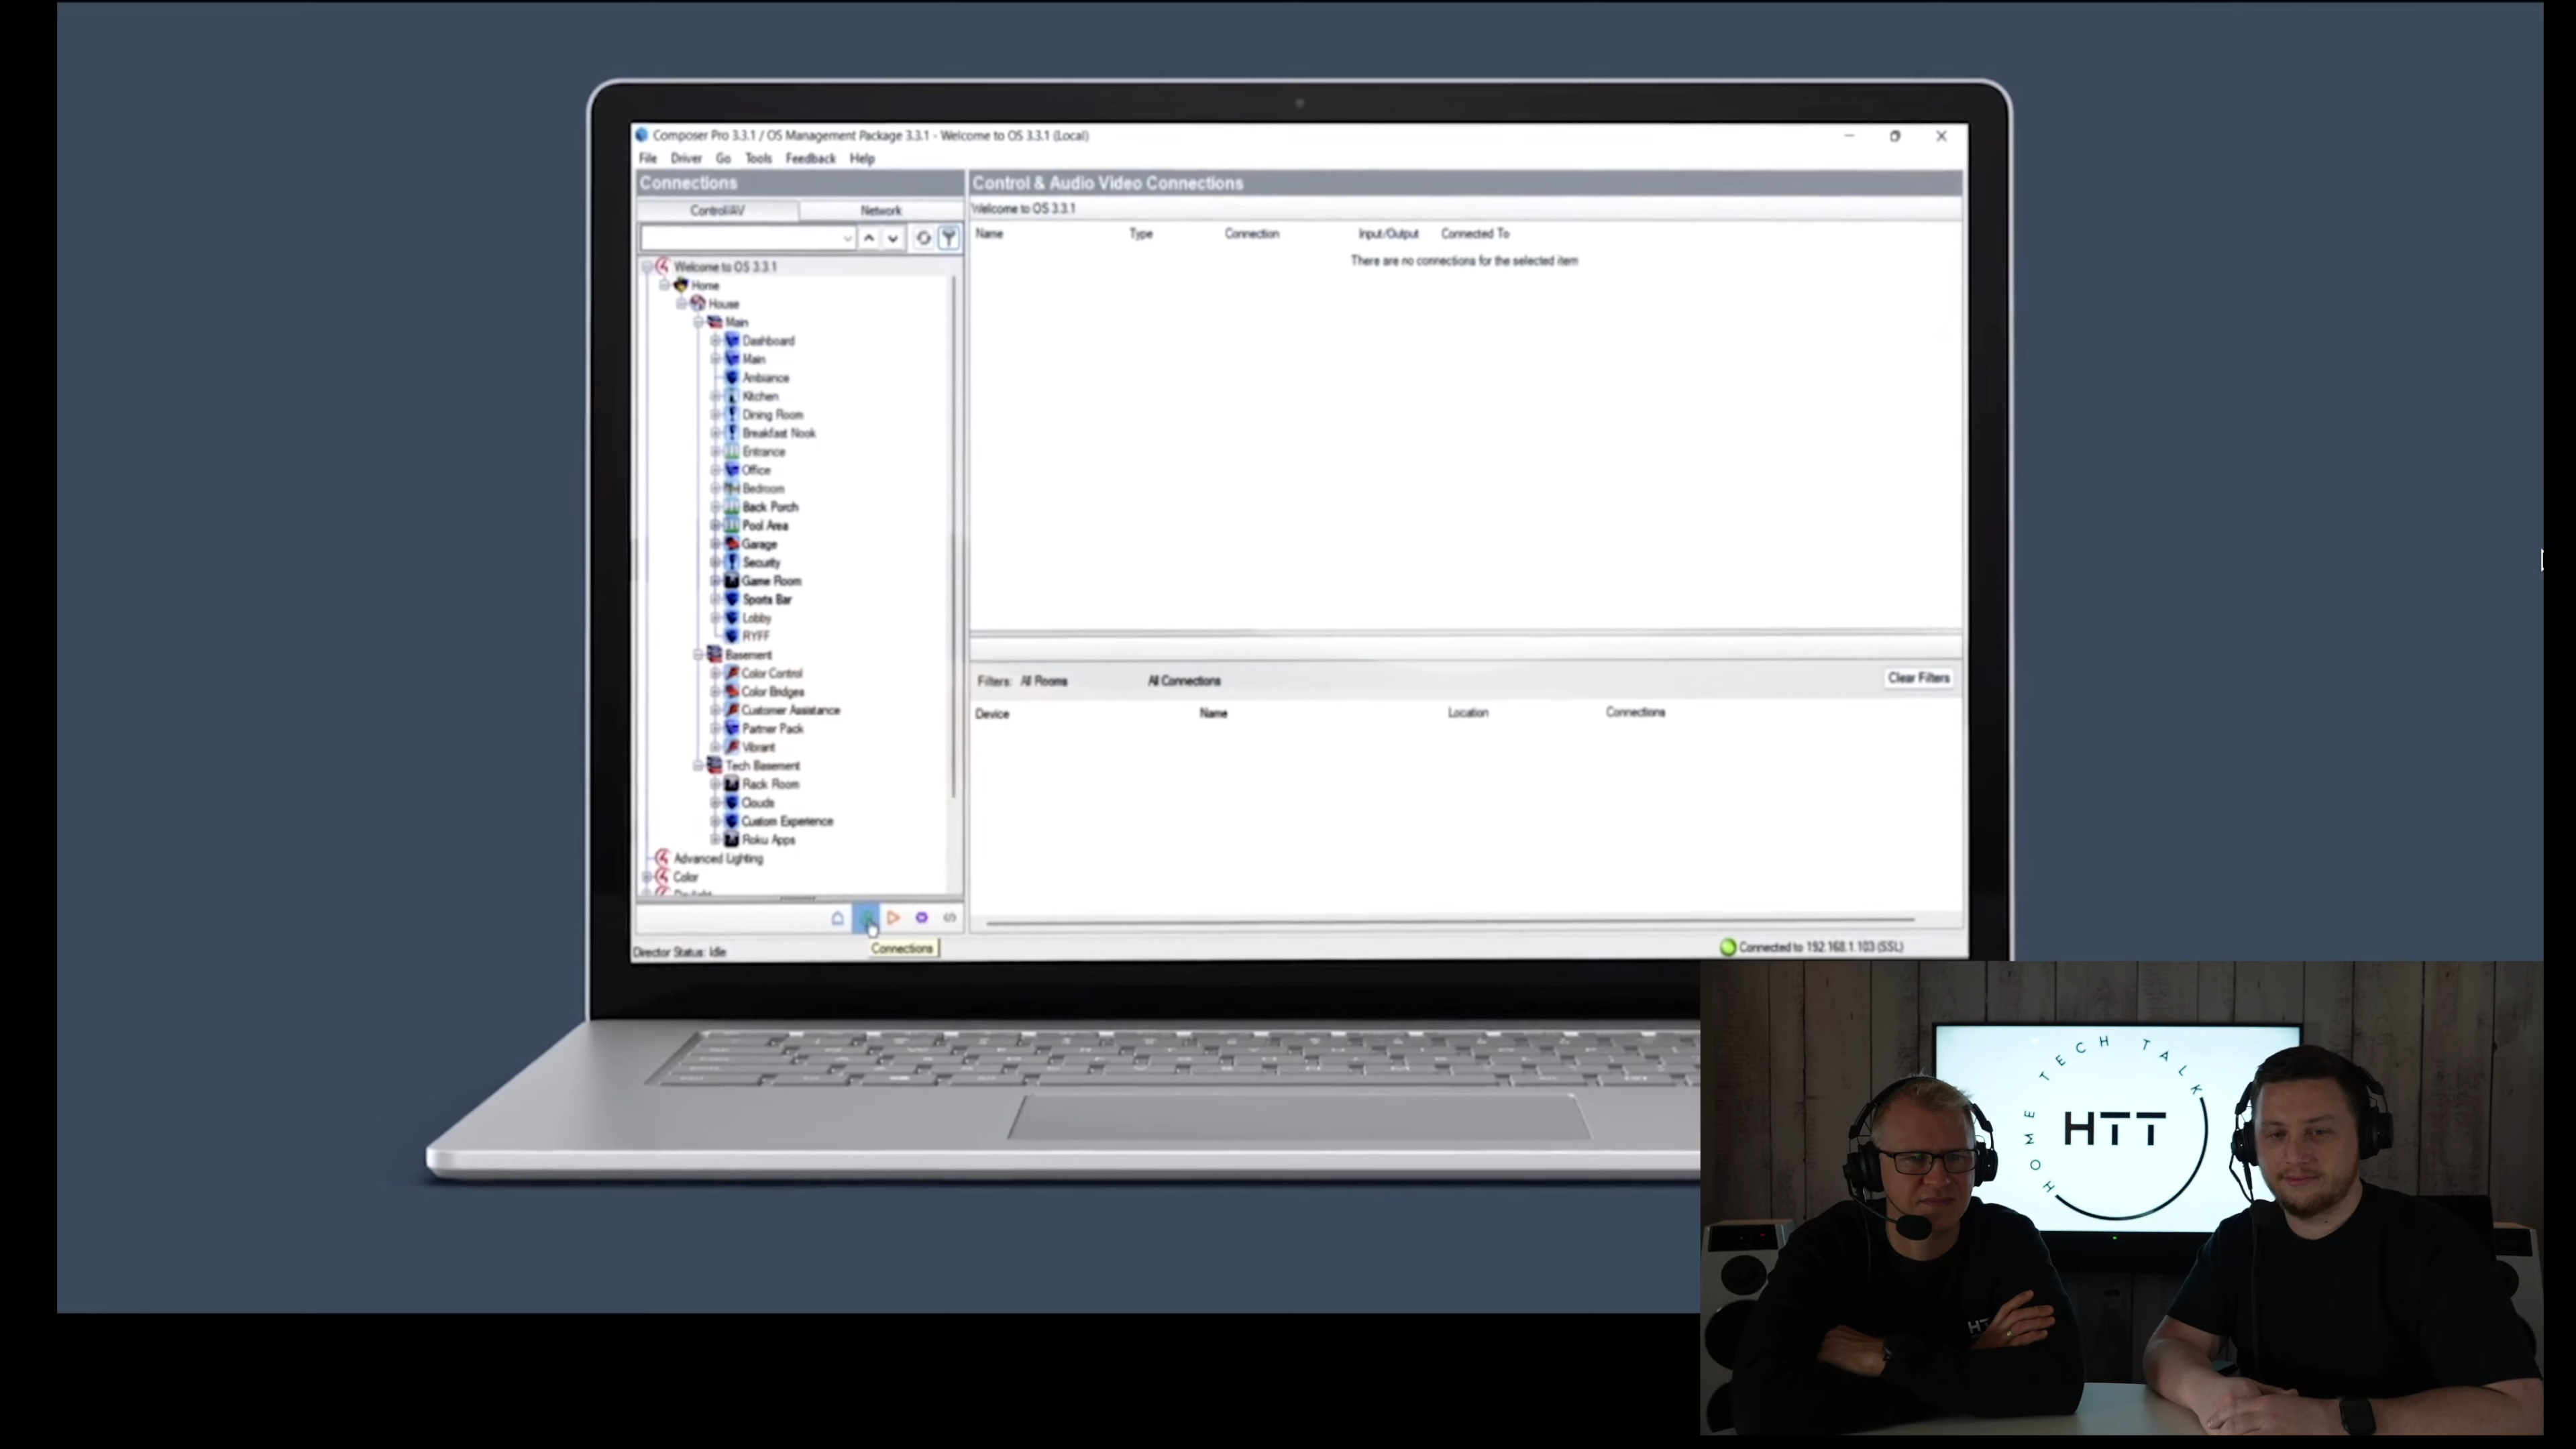 Composer Pro 3.3.1 / OS Management Package 3.3.1 - Welcome to OS 3.3.1 (Local)
File Driver Go Tools Feedback Help
Connections
Control/AV Network
Welcome to OS 3.3.1
Home
House
Main
Dashboard
Main
Ambiance
Kitchen
Dining Room
Breakfast Nook
Entrance
Office
Bedroom
Back Porch
Pool Area
Garage
Security
Game Room
Sports Bar
Lobby
RYFF
Basement
Color Control
Color Bridges
Customer Assistance
Partner Pack
Vibrant
Tech Basement
Rack Room
Clouds
Custom Experience
Roku Apps
Advanced Lighting
Color
Connections
Director Status: Idle
Control & Audio Video Connections
Welcome to OS 3.3.1
Name Type Connection Input/Output Connected To
There are no connections for the selected item
Filters: All Rooms All Connections Clear Filters
Device Name Location Connections
Connected to 192.168.1.103 (SSL)
HOME TECH TALK
HTT